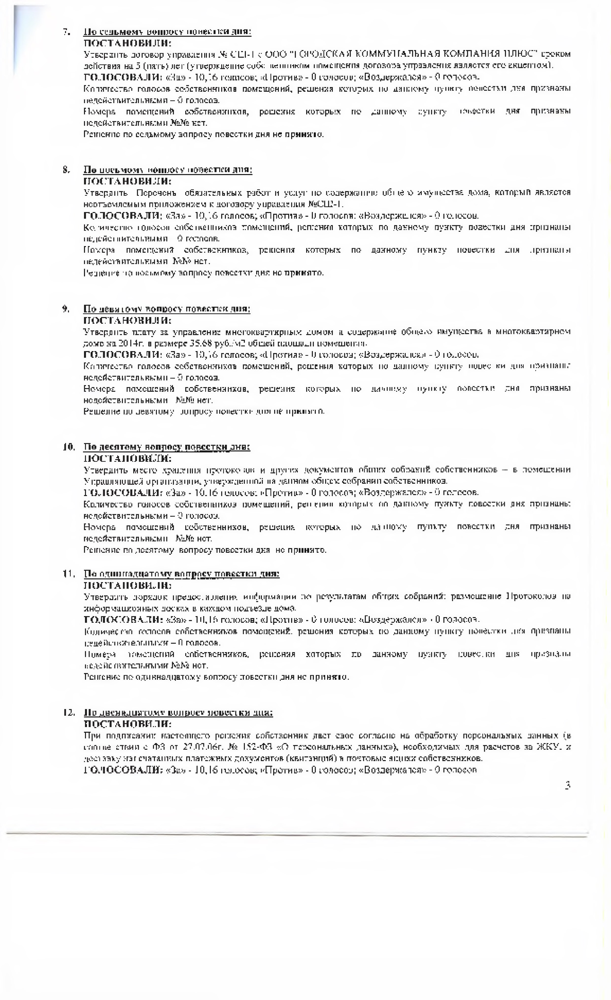 7. По седьмому вопросу повестки дня:
ПОСТАНОВИЛИ:
Утвердить договор управления № СШ-1 с ООО "ГОРОДСКАЯ КОММУНАЛЬНАЯ КОМПАНИЯ ПЛЮС" сроком
действия на 5 (пять) лет (утверждение собственником помещения договора управления является его акцептом).
ГОЛОСОВАЛИ: «За» - 10,16 голосов; «Против» - 0 голосов; «Воздержался» - 0 голосов.
Количество голосов собственников помещений, решения которых по данному пункту повестки дня признаны
недействительными – 0 голосов.
Номера помещений собственников, решения которых по данному пункту повестки дня признаны
недействительными №№ нет.
Решение по седьмому вопросу повестки дня не принято.
8. По восьмому вопросу повестки дня:
ПОСТАНОВИЛИ:
Утвердить Перечень обязательных работ и услуг по содержанию общего имущества дома, который является
неотъемлемым приложением к договору управления №СШ-1.
ГОЛОСОВАЛИ: «За» - 10,16 голосов; «Против» - 0 голосов; «Воздержался» - 0 голосов.
Количество голосов собственников помещений, решения которых по данному пункту повестки дня признаны
недействительными – 0 голосов.
Номера помещений собственников, решения которых по данному пункту повестки дня признаны
недействительными №№ нет.
Решение по восьмому вопросу повестки дня не принято.
9. По девятому вопросу повестки дня:
ПОСТАНОВИЛИ:
Утвердить плату за управление многоквартирным домом и содержание общего имущества в многоквартирном
доме на 2014г. в размере 35.68 руб./м2 общей площади помещения.
ГОЛОСОВАЛИ: «За» - 10,16 голосов; «Против» - 0 голосов; «Воздержался» - 0 голосов.
Количество голосов собственников помещений, решения которых по данному пункту повестки дня признаны
недействительными – 0 голосов.
Номера помещений собственников, решения которых по данному пункту повестки дня признаны
недействительными №№ нет.
Решение по девятому вопросу повестки дня не принято.
10. По десятому вопросу повестки дня:
ПОСТАНОВИЛИ:
Утвердить место хранения протоколов и других документов общих собраний собственников – в помещении
Управляющей организации, утвержденной на данном общем собрании собственников.
ГОЛОСОВАЛИ: «За» - 10,16 голосов; «Против» - 0 голосов; «Воздержался» - 0 голосов.
Количество голосов собственников помещений, решения которых по данному пункту повестки дня признаны
недействительными – 0 голосов.
Номера помещений собственников, решения которых по данному пункту повестки дня признаны
недействительными №№ нет.
Решение по десятому вопросу повестки дня не принято.
11. По одиннадцатому вопросу повестки дня:
ПОСТАНОВИЛИ:
Утвердить порядок предоставления информации по результатам общих собраний: размещение Протоколов на
информационных досках в каждом подъезде дома.
ГОЛОСОВАЛИ: «За» - 10,16 голосов; «Против» - 0 голосов; «Воздержался» - 0 голосов.
Количество голосов собственников помещений, решения которых по данному пункту повестки дня признаны
недействительными – 0 голосов.
Номера помещений собственников, решения которых по данному пункту повестки дня признаны
недействительными №№ нет.
Решение по одиннадцатому вопросу повестки дня не принято.
12. По двенадцатому вопросу повестки дня:
ПОСТАНОВИЛИ:
При подписании настоящего решения собственник дает свое согласие на обработку персональных данных (в
соответствии с ФЗ от 27.07.06г. № 152-ФЗ «О персональных данных»), необходимых для расчетов за ЖКУ, и
доставку напечатанных платежных документов (квитанций) в почтовые ящики собственников.
ГОЛОСОВАЛИ: «За» - 10,16 голосов; «Против» - 0 голосов; «Воздержался» - 0 голосов
3